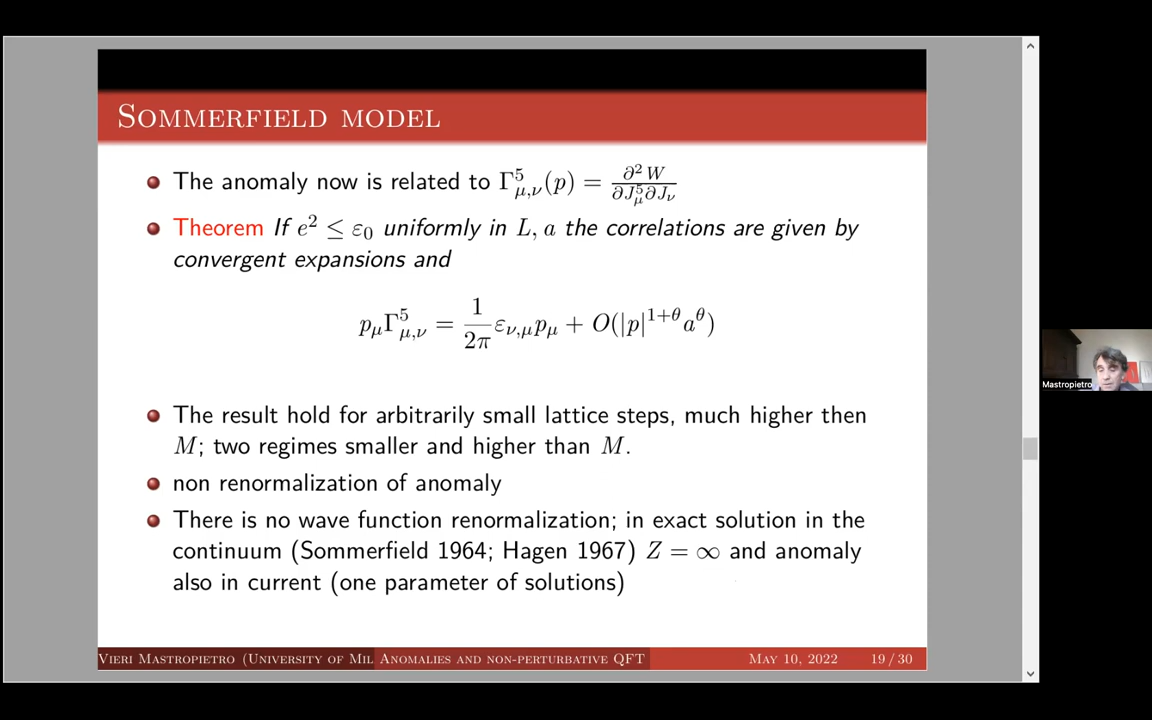 SOMMERFIELD MODEL
The anomaly now is related to Γ⁵_{μ,ν}(p) = ∂²W / ∂J⁵_μ ∂J_ν
Theorem If e² ≤ ε₀ uniformly in L, a the correlations are given by
convergent expansions and
p_μ Γ⁵_{μ,ν} = 1/2π ε_{ν,μ} p_μ + O(|p|^{1+θ} a^θ)
The result hold for arbitrarily small lattice steps, much higher then
M; two regimes smaller and higher than M.
non renormalization of anomaly
There is no wave function renormalization; in exact solution in the
continuum (Sommerfield 1964; Hagen 1967) Z = ∞ and anomaly
also in current (one parameter of solutions)
Mastropietro
VIERI MASTROPIETRO (UNIVERSITY OF MIL ANOMALIES AND NON-PERTURBATIVE QFT MAY 10, 2022 19 / 30